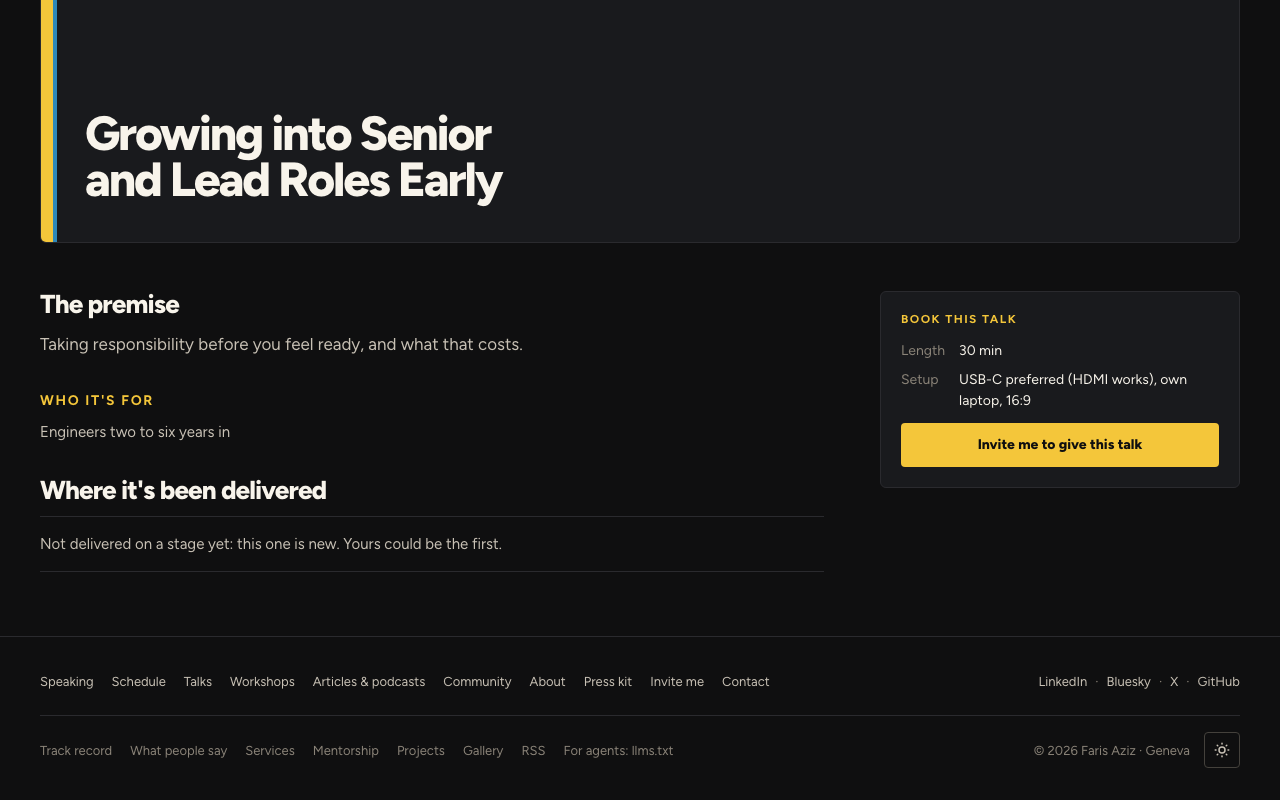 Growing into Senior
and Lead Roles Early
The premise
Taking responsibility before you feel ready, and what that costs.
WHO IT'S FOR
Engineers two to six years in
Where it's been delivered
Not delivered on a stage yet: this one is new. Yours could be the first.
BOOK THIS TALK
Length 30 min
Setup USB-C preferred (HDMI works), own
laptop, 16:9
Invite me to give this talk
Speaking Schedule Talks Workshops Articles & podcasts Community About Press kit Invite me Contact
LinkedIn · Bluesky · X · GitHub
Track record What people say Services Mentorship Projects Gallery RSS For agents: llms.txt
© 2026 Faris Aziz · Geneva